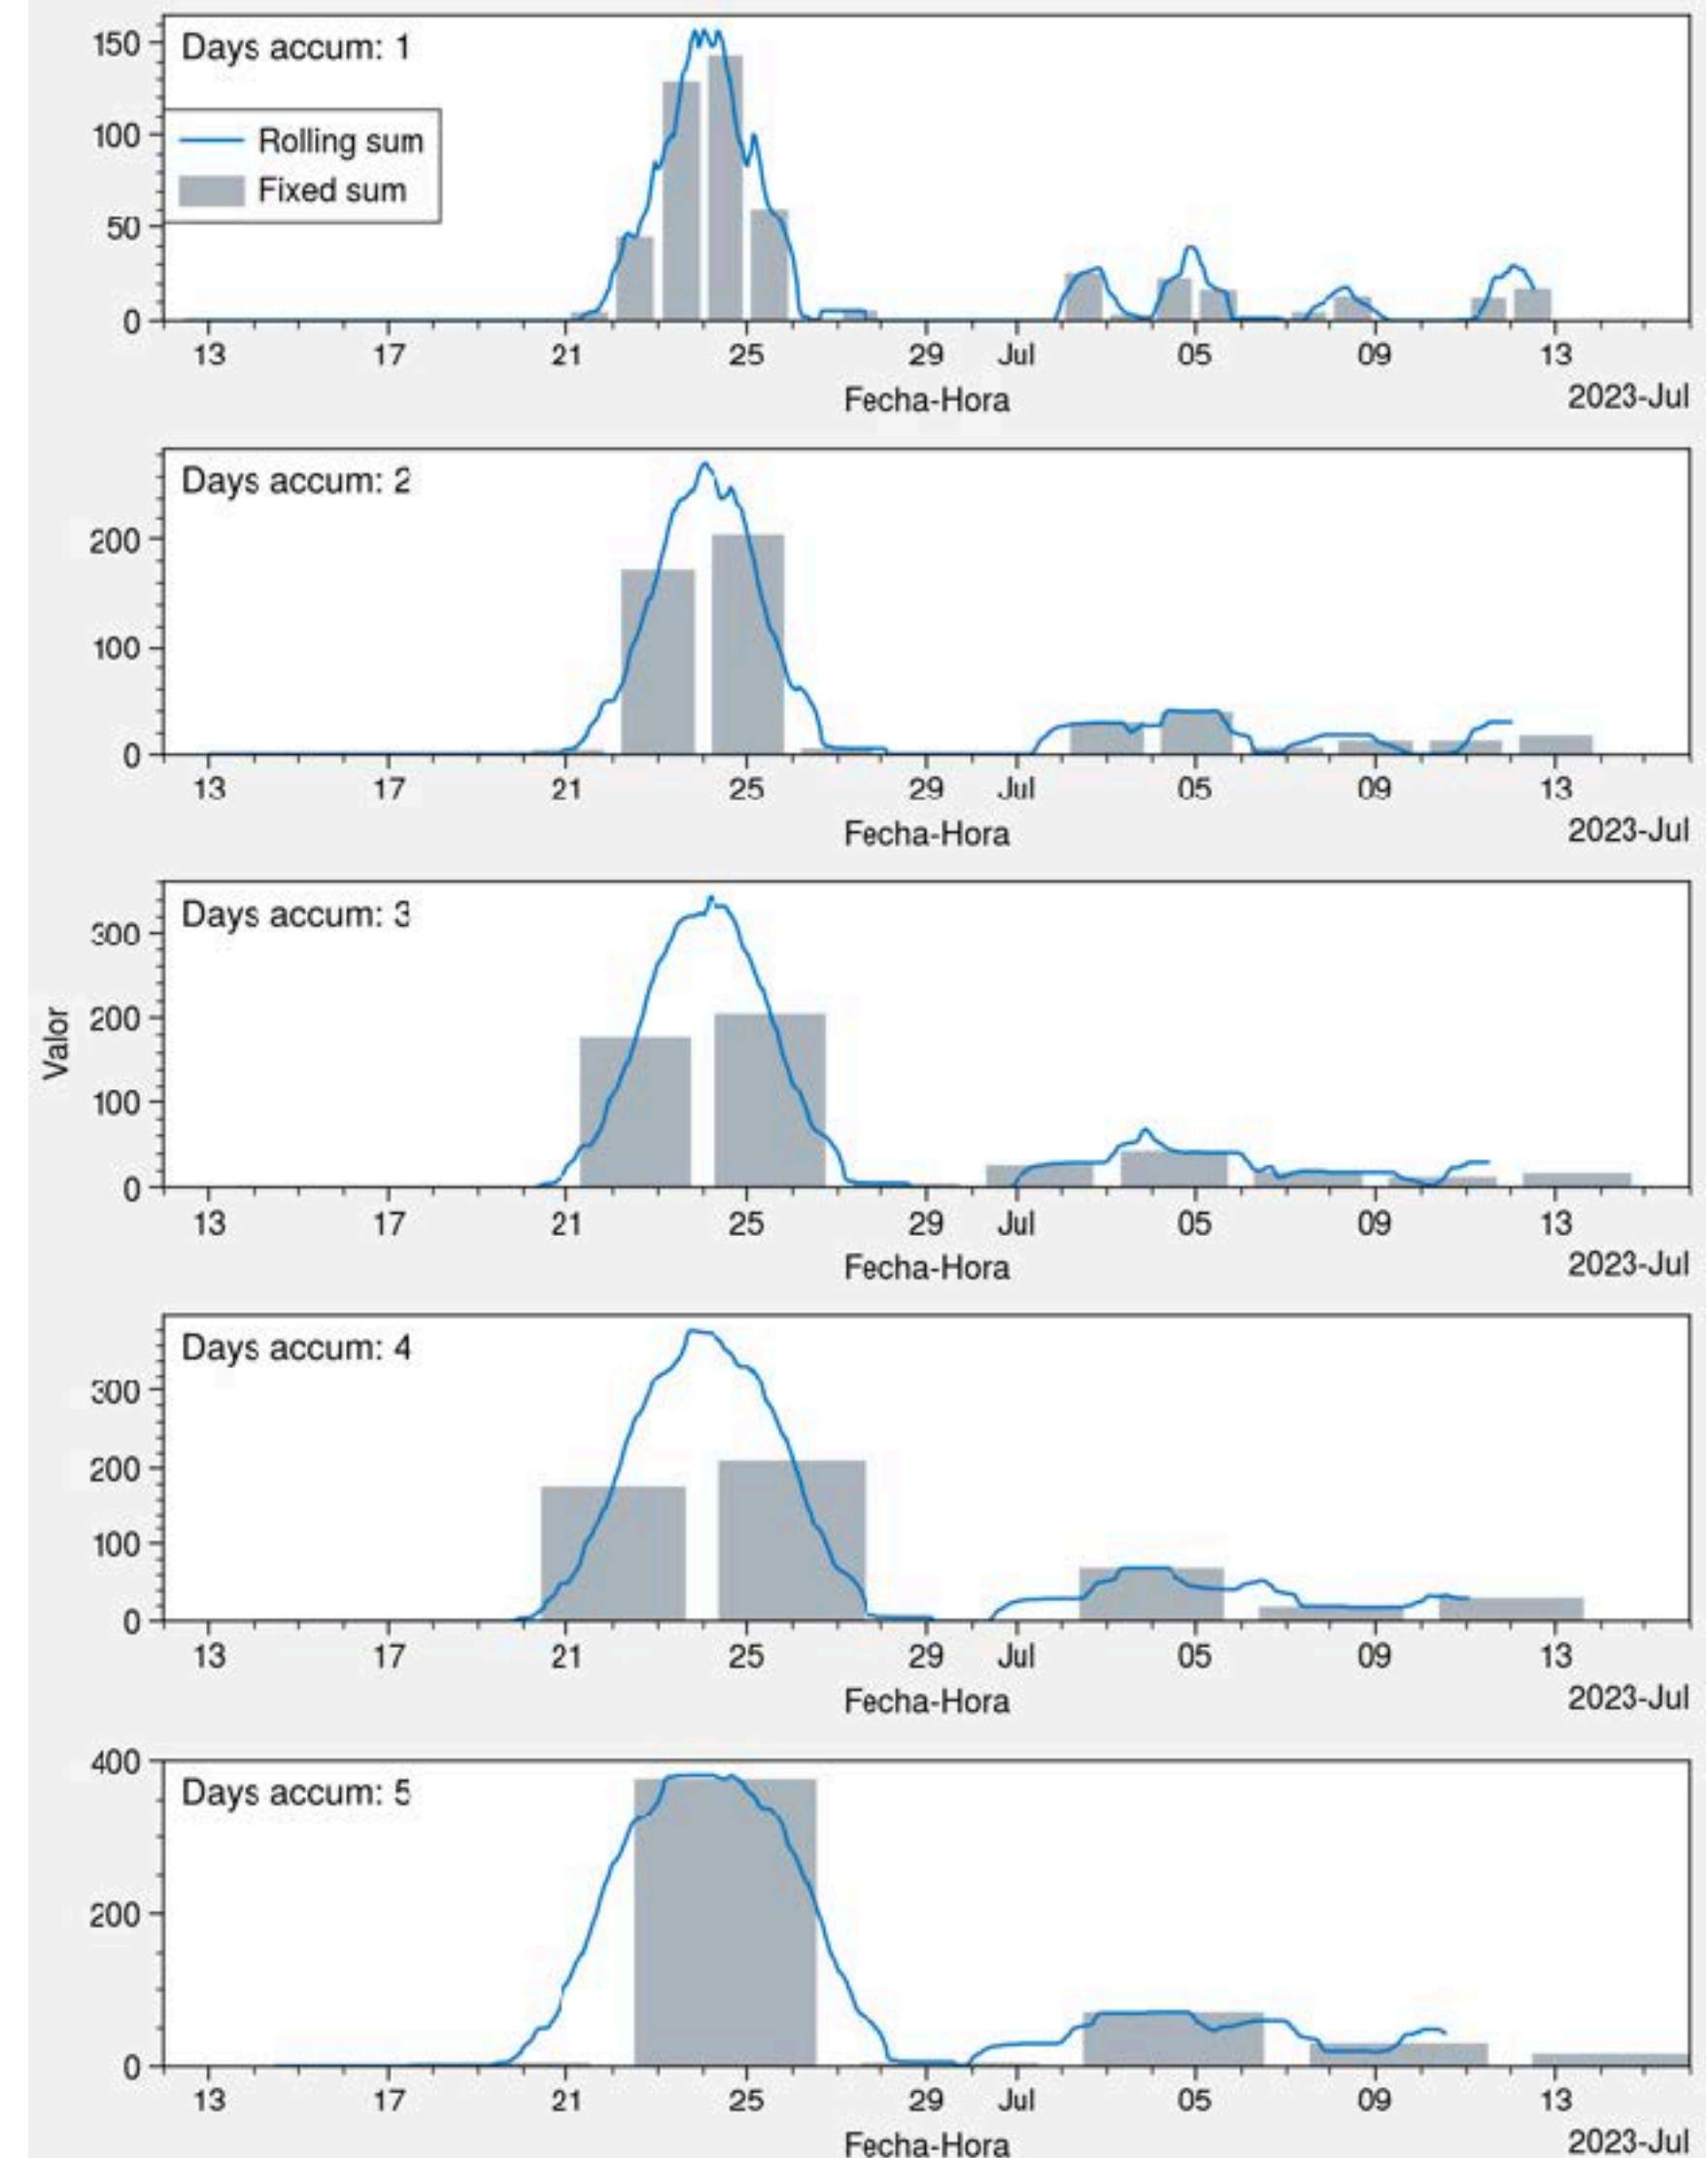 Days accum: 1
150
100
50
0
Rolling sum
Fixed sum
13 17 21 25 29 Jul 05 09 13
Fecha-Hora
2023-Jul
Days accum: 2
200
100
0
13 17 21 25 29 Jul 05 09 13
Fecha-Hora
2023-Jul
Days accum: 3
Valor
300
200
100
0
13 17 21 25 29 Jul 05 09 13
Fecha-Hora
2023-Jul
Days accum: 4
300
200
100
0
13 17 21 25 29 Jul 05 09 13
Fecha-Hora
2023-Jul
Days accum: 5
400
200
0
13 17 21 25 29 Jul 05 09 13
Fecha-Hora
2023-Jul